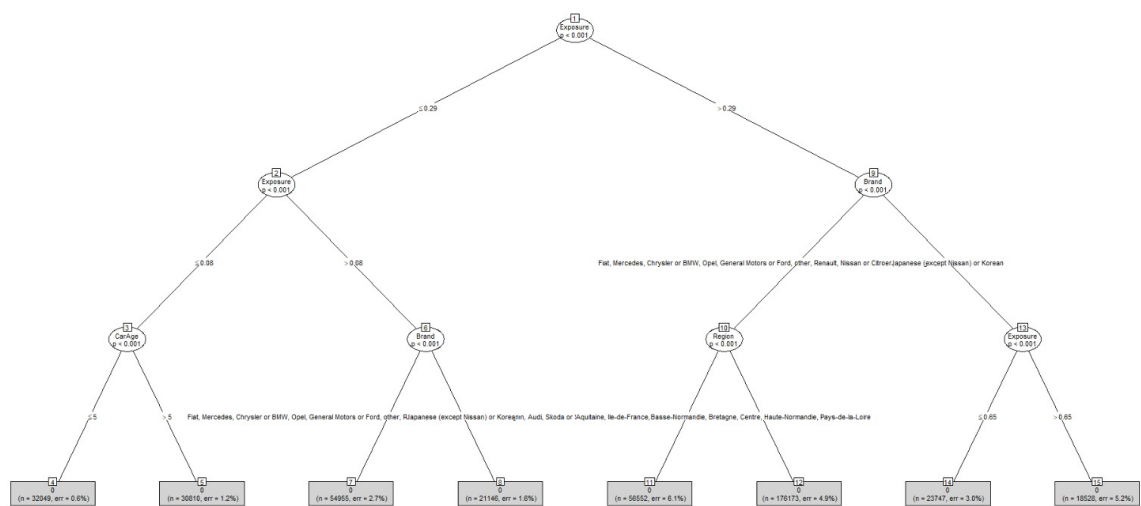 1
Exposure
p < 0.001
≤ 0.29
> 0.29
2
Exposure
p < 0.001
9
Brand
p < 0.001
≤ 0.08
> 0.08
Fiat, Mercedes, Chrysler or BMW, Opel, General Motors or Ford, other, Renault, Nissan or Citroen
Japanese (except Nissan) or Korean
3
CarAge
p < 0.001
6
Brand
p < 0.001
10
Region
p < 0.001
13
Exposure
p < 0.001
≤ 5
> 5
Fiat, Mercedes, Chrysler or BMW, Opel, General Motors or Ford, other,
Japanese (except Nissan) or Korean, Audi, Skoda or
Aquitaine, Ile-de-France,
Basse-Normandie, Bretagne, Centre, Haute-Normandie, Pays-de-la-Loire
≤ 0.65
> 0.65
4
0
(n = 32049, err = 0.6%)
5
0
(n = 30810, err = 1.2%)
7
0
(n = 54955, err = 2.7%)
8
0
(n = 21146, err = 1.6%)
11
0
(n = 56552, err = 6.1%)
12
0
(n = 176173, err = 4.9%)
14
0
(n = 23747, err = 3.0%)
15
0
(n = 18528, err = 5.2%)